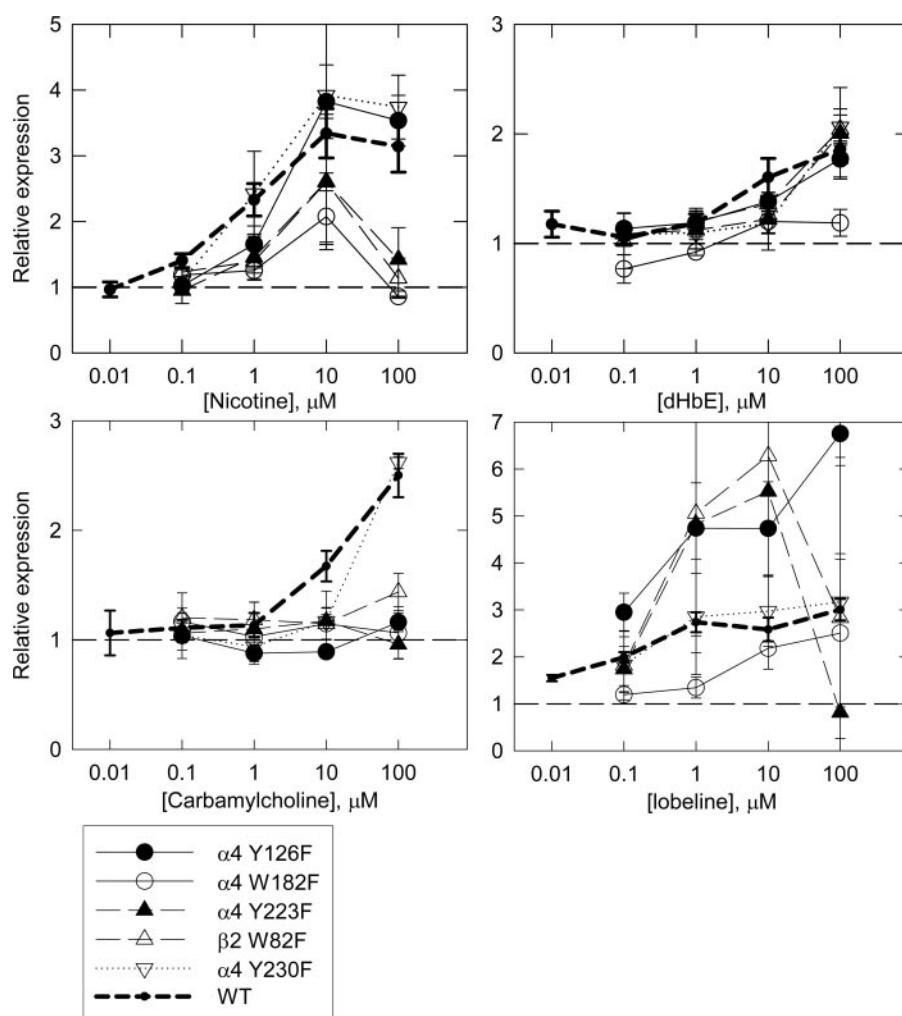 5
4
3
2
1
0
Relative expression
0.01 0.1 1 10 100
[Nicotine], μM
3
2
1
0
0.01 0.1 1 10 100
[dHbE], μM
3
2
1
0
Relative expression
0.01 0.1 1 10 100
[Carbamylcholine], μM
7
6
5
4
3
2
1
0
0.01 0.1 1 10 100
[lobeline], μM
α4 Y126F
α4 W182F
α4 Y223F
β2 W82F
α4 Y230F
WT